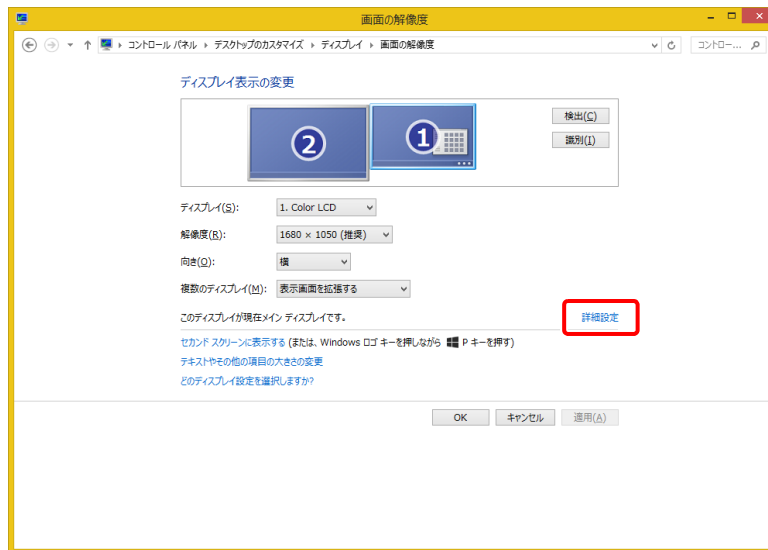 画面の解像度
コントロール パネル ▸ デスクトップのカスタマイズ ▸ ディスプレイ ▸ 画面の解像度
コントロー...
ディスプレイ表示の変更
2
1
検出(C)
識別(I)
ディスプレイ(S): 1. Color LCD
解像度(R): 1680 × 1050 (推奨)
向き(O): 横
複数のディスプレイ(M): 表示画面を拡張する
このディスプレイが現在メイン ディスプレイです。 詳細設定
セカンド スクリーンに表示する (または、Windows ロゴ キーを押しながら P キーを押す)
テキストやその他の項目の大きさの変更
どのディスプレイ設定を選択しますか?
OK キャンセル 適用(A)